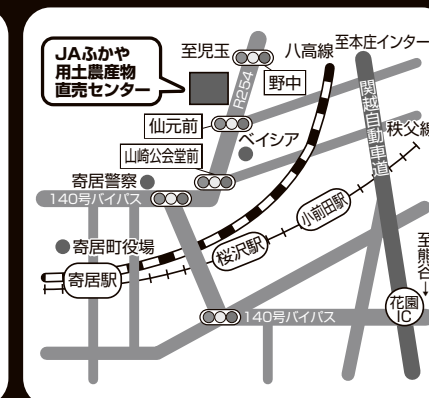 JAふかや
用土農産物
直売センター
至児玉
八高線
至本庄インター
野中
R254
仙元前
ベイシア
関越自動車道
秩父線
山崎公会堂前
寄居警察
140号バイパス
小前田駅
寄居町役場
桜沢駅
至熊谷→
寄居駅
花園
IC
140号バイパス